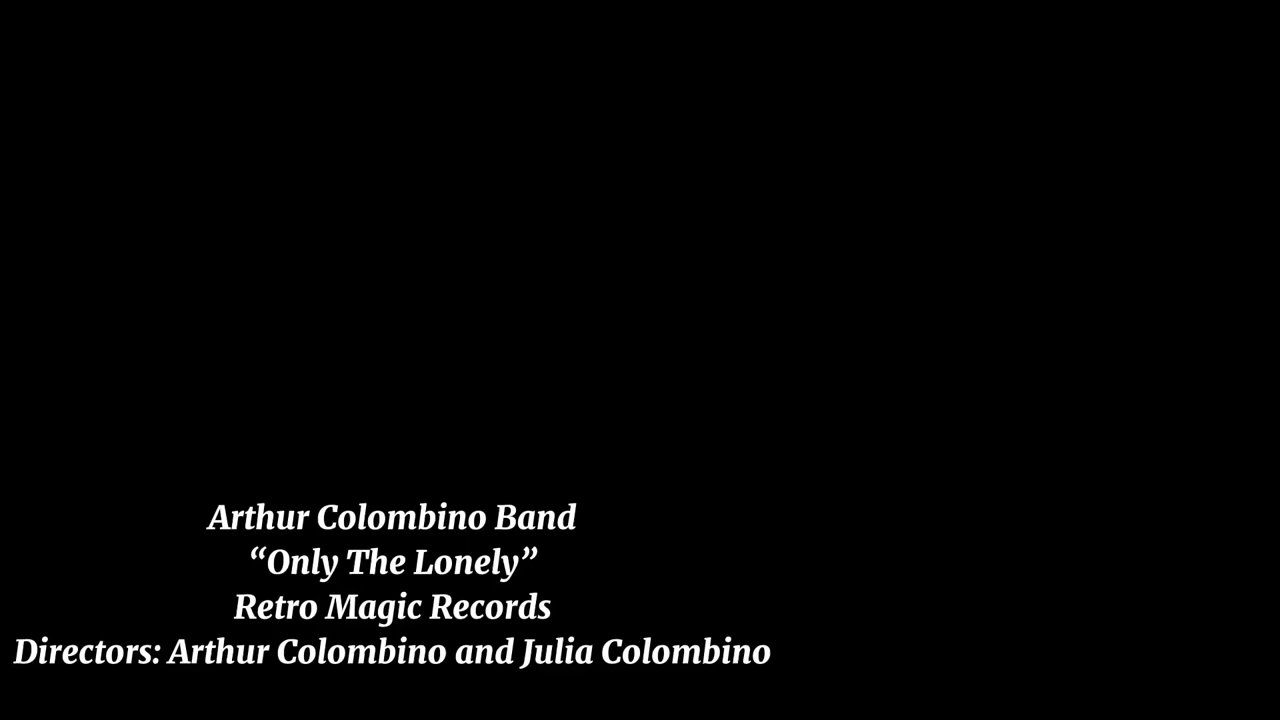 Arthur Colombino Band
“Only The Lonely”
Retro Magic Records
Directors: Arthur Colombino and Julia Colombino